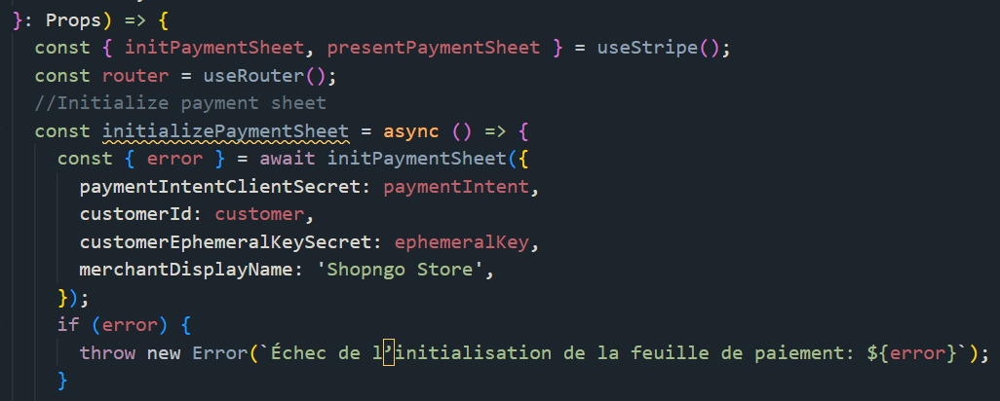 }: Props) => {
const { initPaymentSheet, presentPaymentSheet } = useStripe();
const router = useRouter();
//Initialize payment sheet
const initializePaymentSheet = async () => {
const { error } = await initPaymentSheet({
paymentIntentClientSecret: paymentIntent,
customerId: customer,
customerEphemeralKeySecret: ephemeralKey,
merchantDisplayName: 'Shopngo Store',
});
if (error) {
throw new Error(`Échec de l’initialisation de la feuille de paiement: ${error}`);
}